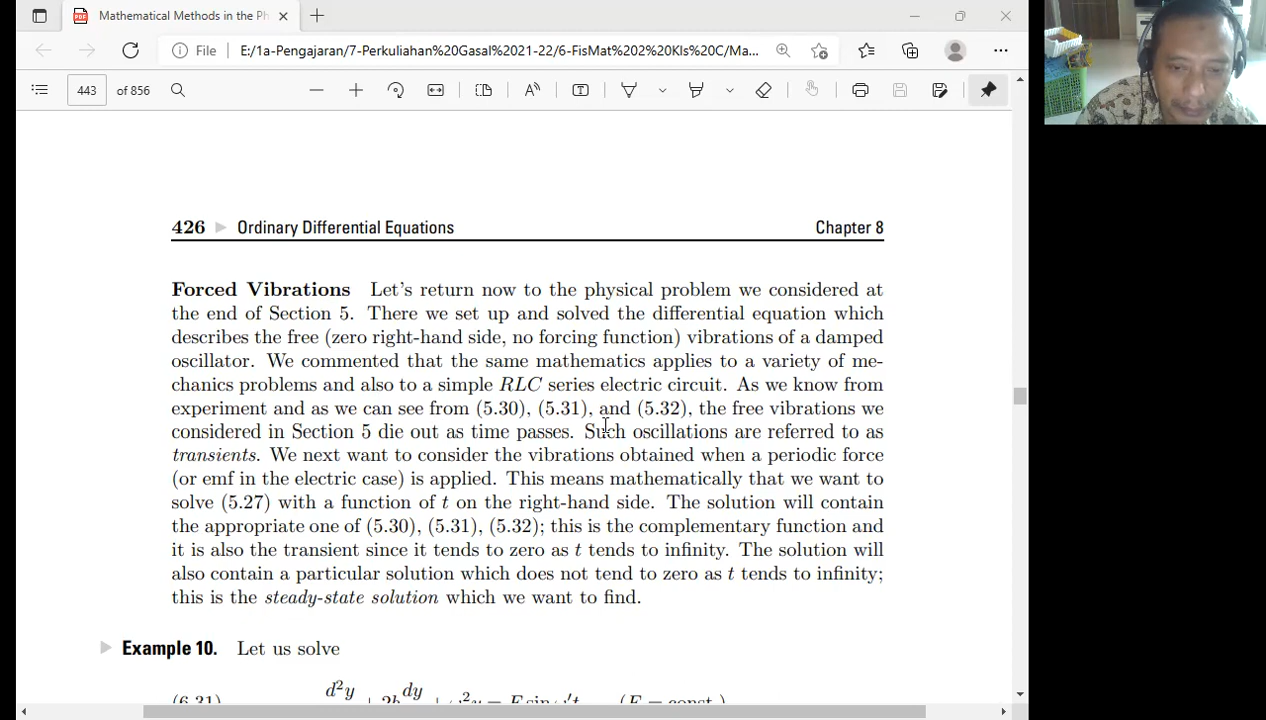 Mathematical Methods in the Ph
File E:/1a-Pengajaran/7-Perkuliahan%20Gasal%202021-22/6-FisMat%202%20Kls%20C/Ma...
443 of 856
426 Ordinary Differential Equations Chapter 8
Forced Vibrations Let's return now to the physical problem we considered at
the end of Section 5. There we set up and solved the differential equation which
describes the free (zero right-hand side, no forcing function) vibrations of a damped
oscillator. We commented that the same mathematics applies to a variety of me-
chanics problems and also to a simple RLC series electric circuit. As we know from
experiment and as we can see from (5.30), (5.31), and (5.32), the free vibrations we
considered in Section 5 die out as time passes. Such oscillations are referred to as
transients. We next want to consider the vibrations obtained when a periodic force
(or emf in the electric case) is applied. This means mathematically that we want to
solve (5.27) with a function of t on the right-hand side. The solution will contain
the appropriate one of (5.30), (5.31), (5.32); this is the complementary function and
it is also the transient since it tends to zero as t tends to infinity. The solution will
also contain a particular solution which does not tend to zero as t tends to infinity;
this is the steady-state solution which we want to find.
Example 10. Let us solve
(6.31) d²y + 2b dy + ω²y = F sin ω′t (F = const.)